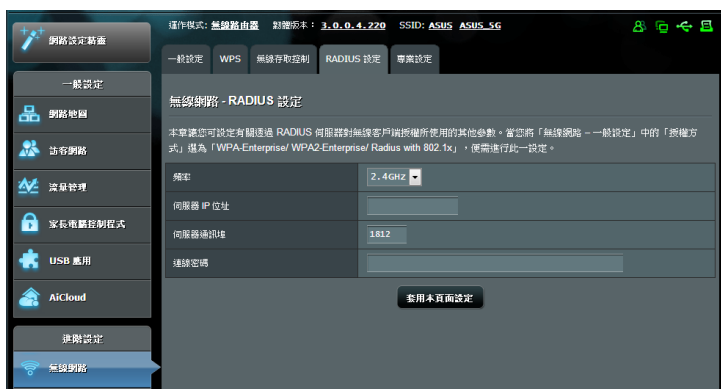 運作模式: 無線路由器 韌體版本: 3.0.0.4.220 SSID: ASUS ASUS_5G
網路設定精靈
一般設定 WPS 無線存取控制 RADIUS 設定 專業設定
一般設定
網路地圖
訪客網路
流量管理
家長電腦控制程式
USB 應用
AiCloud
進階設定
無線網路
無線網路 - RADIUS 設定
本章讓您可設定有關透過 RADIUS 伺服器對無線客戶端授權所使用的其他參數。當您將「無線網路 – 一般設定」中的「授權方
式」選為「WPA-Enterprise/ WPA2-Enterprise/ Radius with 802.1x」，便需進行此一設定。
頻率 2.4GHZ
伺服器 IP 位址
伺服器通訊埠 1812
連線密碼
套用本頁面設定